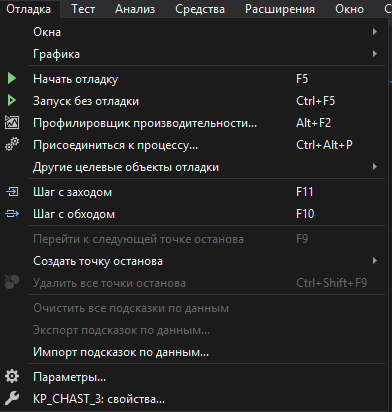 Отладка Тест Анализ Средства Расширения Окно С
Окна
Графика
Начать отладку F5
Запуск без отладки Ctrl+F5
Профилировщик производительности... Alt+F2
Присоединиться к процессу... Ctrl+Alt+P
Другие целевые объекты отладки
Шаг с заходом F11
Шаг с обходом F10
Перейти к следующей точке останова F9
Создать точку останова
Удалить все точки останова Ctrl+Shift+F9
Очистить все подсказки по данным
Экспорт подсказок по данным...
Импорт подсказок по данным...
Параметры...
KP_CHAST_3: свойства...